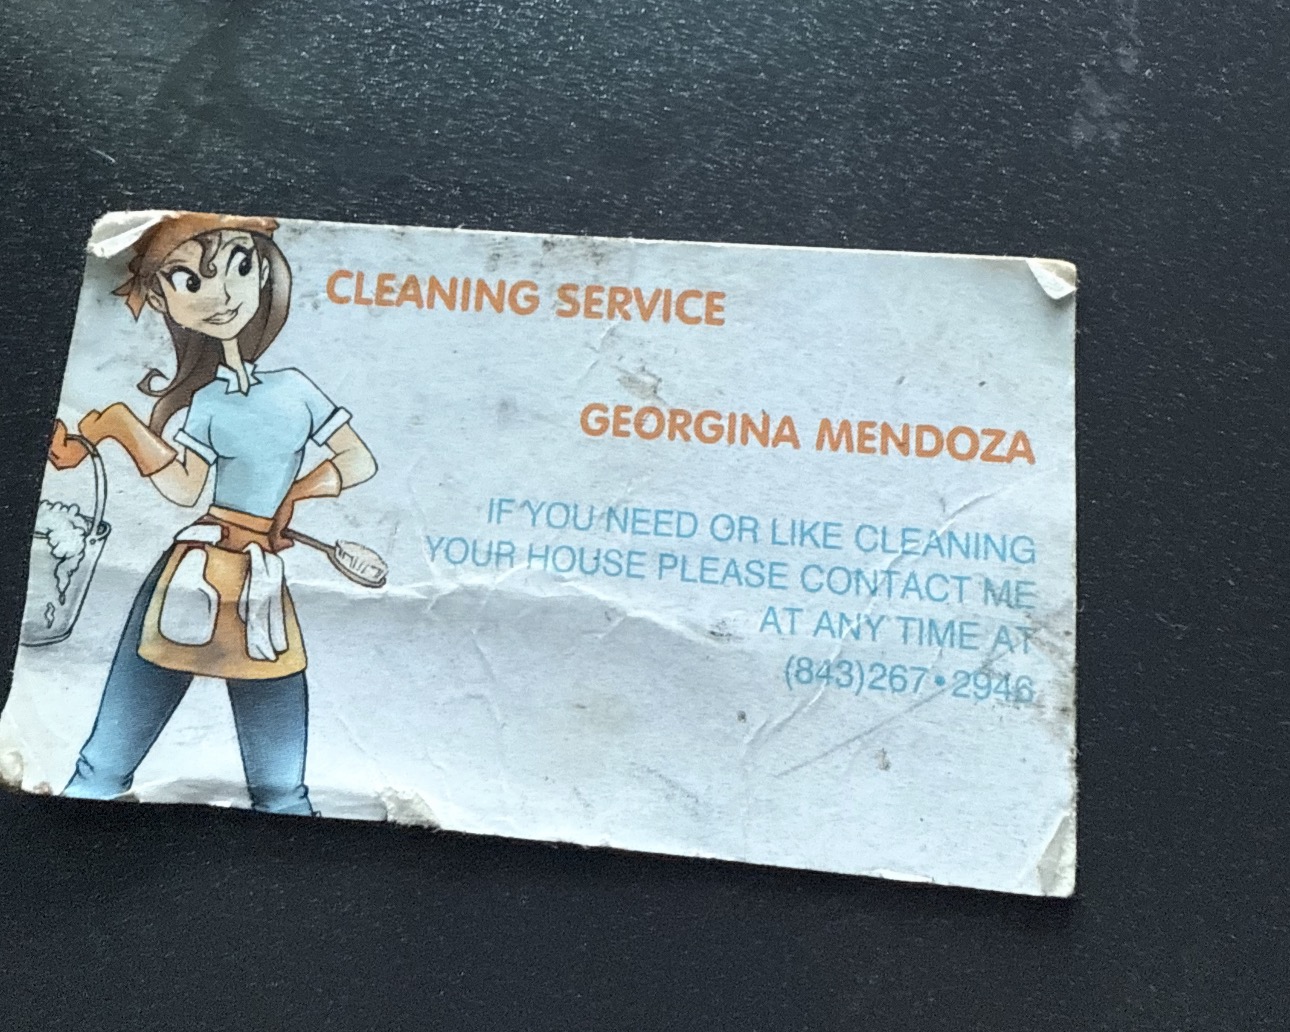 CLEANING SERVICE
GEORGINA MENDOZA
IF YOU NEED OR LIKE CLEANING
YOUR HOUSE PLEASE CONTACT ME
AT ANY TIME AT
(843)267•2946